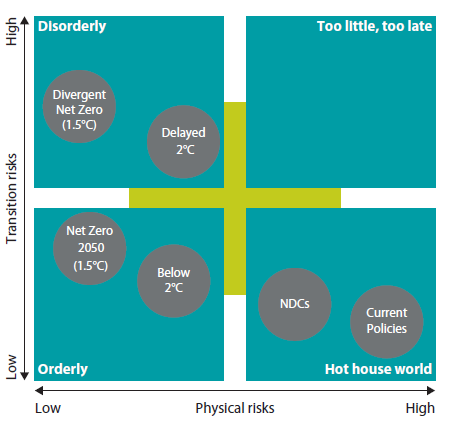 High
Transition risks
Low
Disorderly
Too little, too late
Divergent
Net Zero
(1.5°C)
Delayed
2°C
Net Zero
2050
(1.5°C)
Below
2°C
NDCs
Current
Policies
Orderly
Hot house world
Low
Physical risks
High